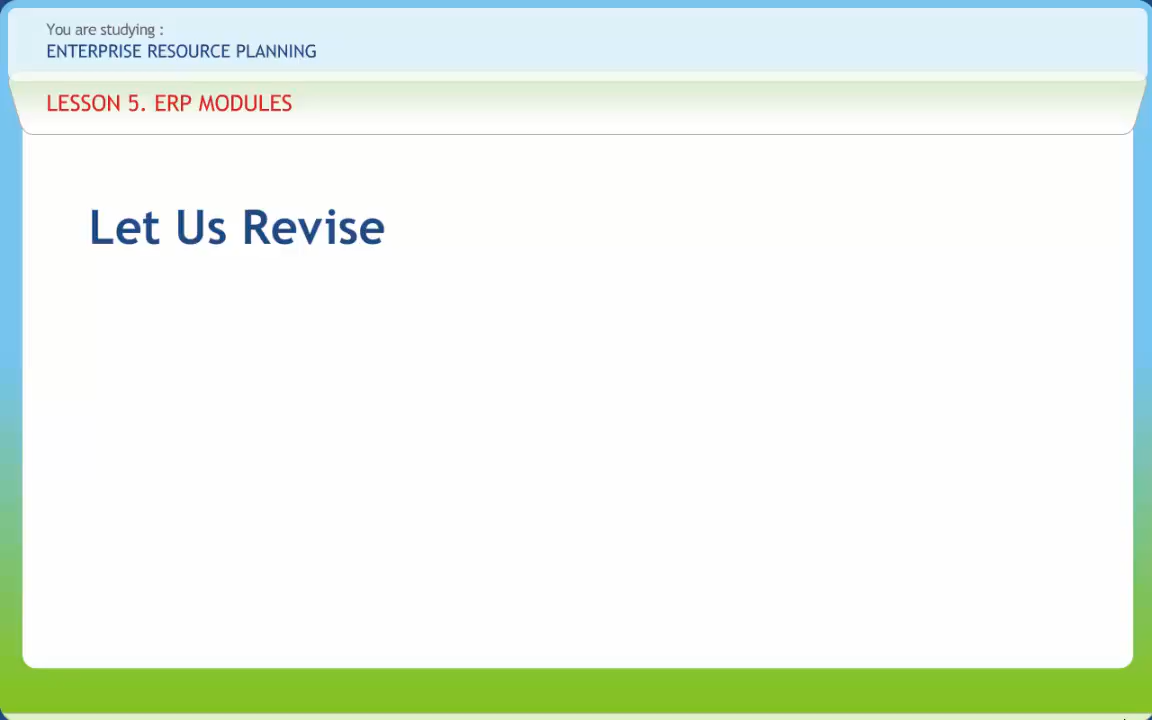 You are studying :
ENTERPRISE RESOURCE PLANNING
LESSON 5. ERP MODULES
Let Us Revise